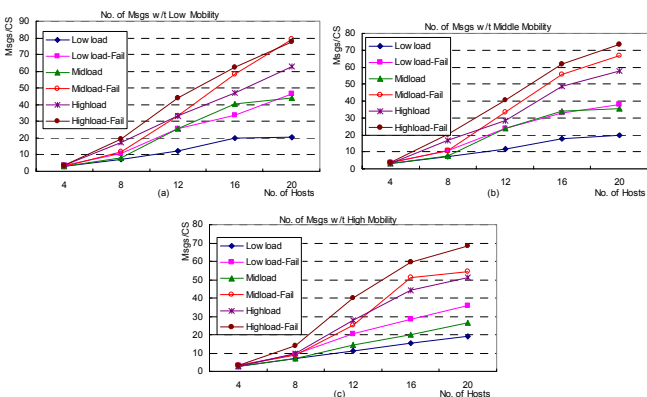 No. of Msgs w/t Low Mobility
Msgs/CS
90
80
70
60
50
40
30
20
10
0
Low load
Low load-Fail
Midload
Midload-Fail
Highload
Highload-Fail
4
8
12
16
20
(a)
No. of Hosts
No. of Msgs w/t Middle Mobility
Msgs/CS
80
70
60
50
40
30
20
10
0
Low load
Low load-Fail
Midload
Midload-Fail
Highload
Highload-Fail
4
8
12
16
20
(b)
No. of Hosts
No. of Msgs w/t High Mobility
Msgs/CS
80
70
60
50
40
30
20
10
0
Low load
Low load-Fail
Midload
Midload-Fail
Highload
Highload-Fail
4
8
12
16
20
(c)
No. of Hosts